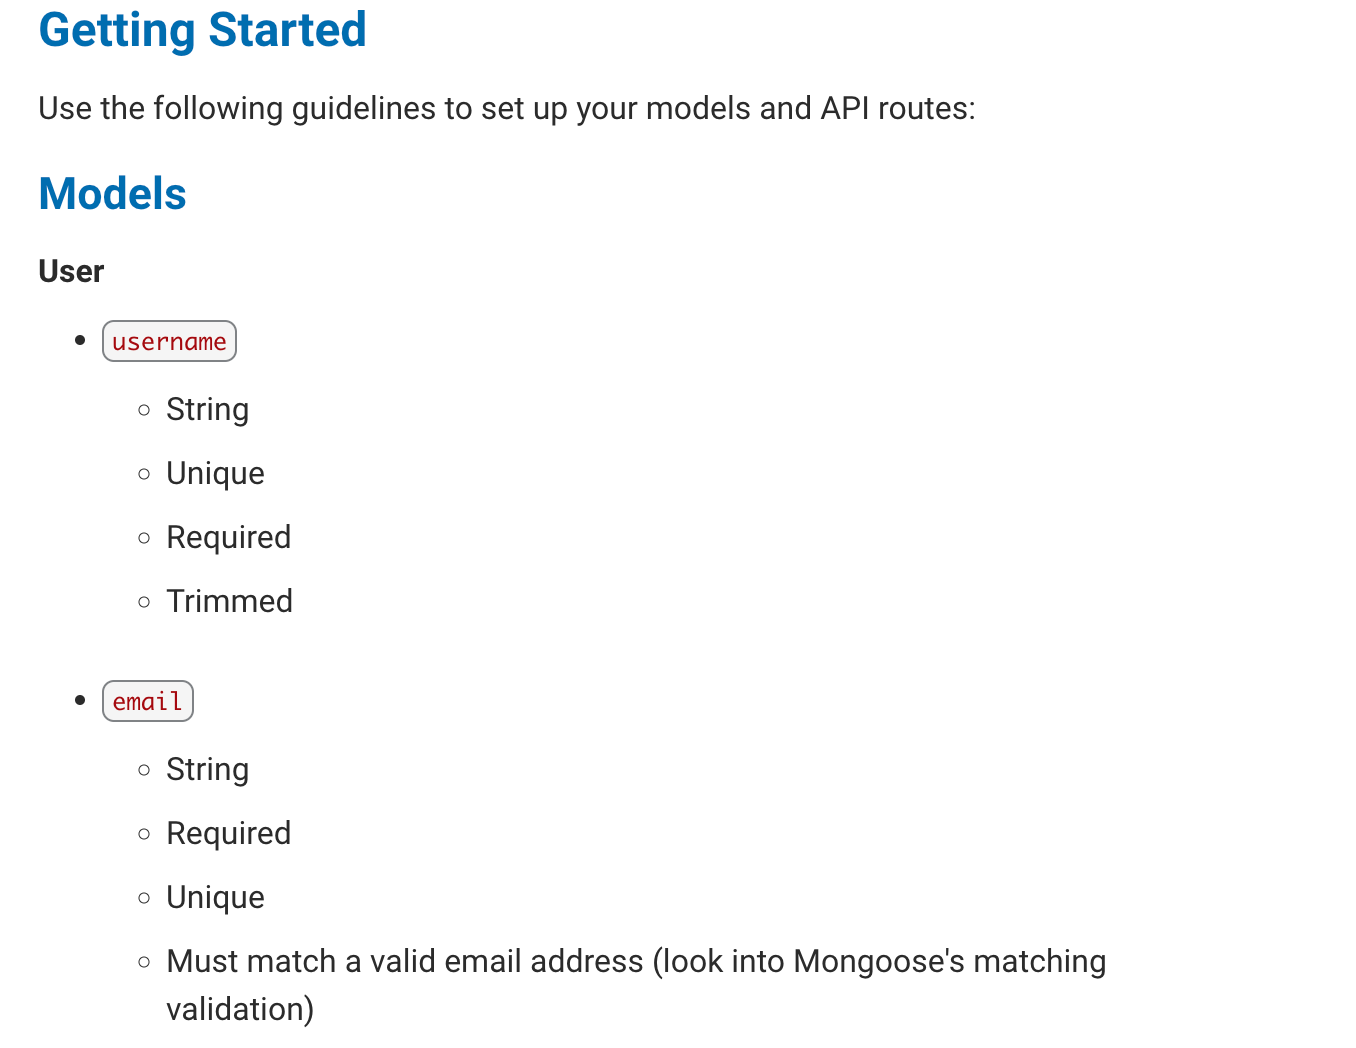 Getting Started
Use the following guidelines to set up your models and API routes:
Models
User
username
String
Unique
Required
Trimmed
email
String
Required
Unique
Must match a valid email address (look into Mongoose's matching
validation)